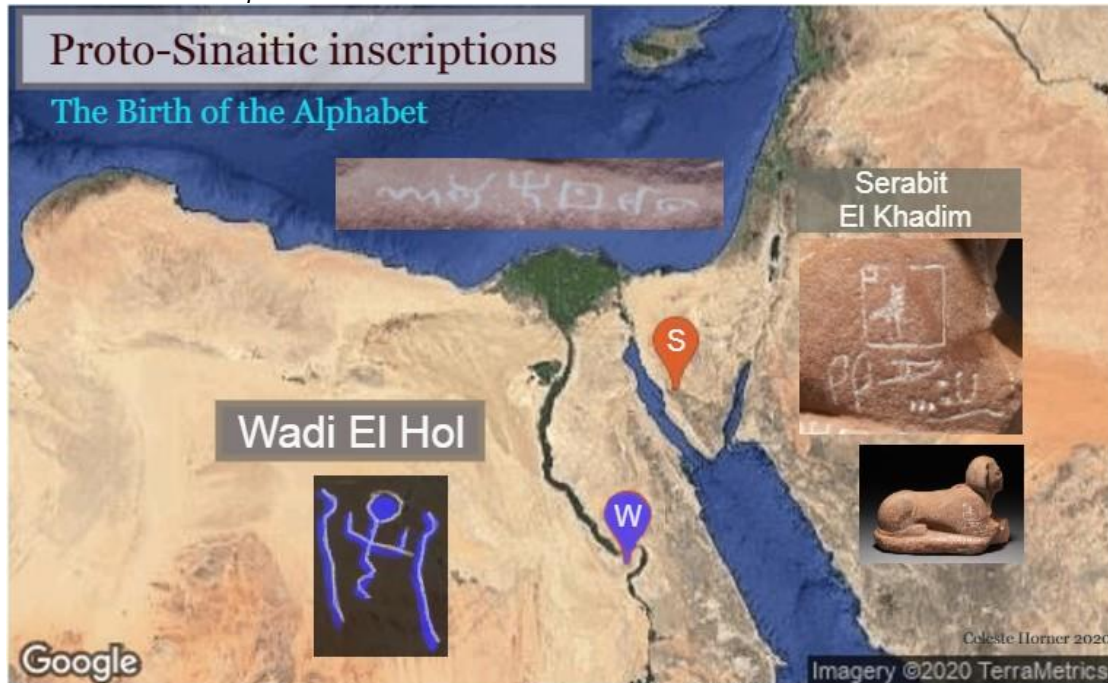 Proto-Sinaitic inscriptions
The Birth of the Alphabet
Serabit
El Khadim
S
Wadi El Hol
W
Celeste Horner 2020
Google
Imagery ©2020 TerraMetrics